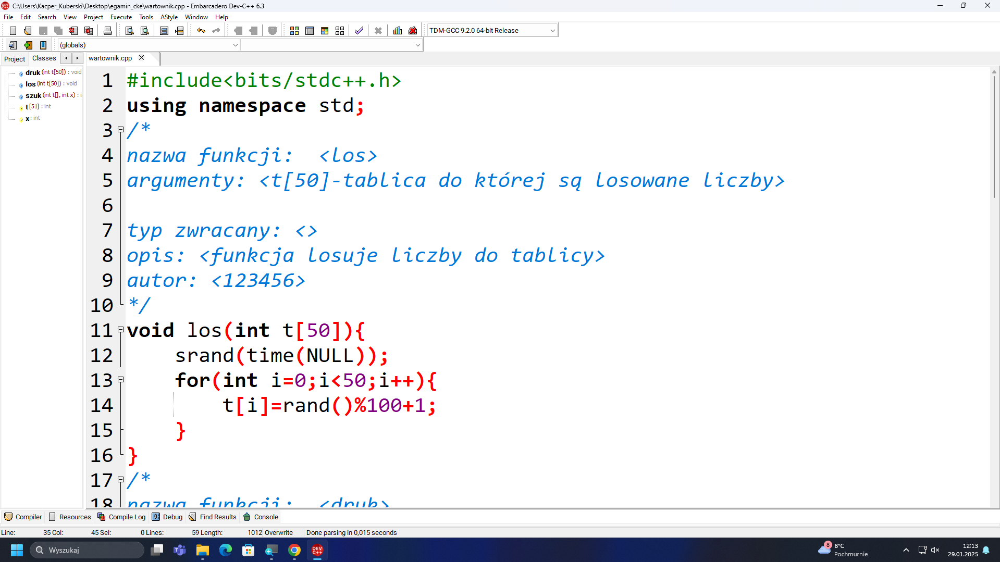 C:\Users\Kacper_Kuberski\Desktop\egamin_cke\wartownik.cpp - Embarcadero Dev-C++ 6.3
File Edit Search View Project Execute Tools AStyle Window Help
TDM-GCC 9.2.0 64-bit Release
(globals)
Project Classes wartownik.cpp
druk (int t[50]) : void
los (int t[50]) : void
szuk (int t[], int x) : i
t [51] : int
x : int
1 #include<bits/stdc++.h>
2 using namespace std;
3 /*
4 nazwa funkcji:  <los>
5 argumenty: <t[50]-tablica do której są losowane liczby>
6
7 typ zwracany: <>
8 opis: <funkcja losuje liczby do tablicy>
9 autor: <123456>
10 */
11 void los(int t[50]){
12     srand(time(NULL));
13     for(int i=0;i<50;i++){
14         t[i]=rand()%100+1;
15     }
16 }
17 /*
18 nazwa funkcji:  <druk>
Compiler Resources Compile Log Debug Find Results Console
Line: 35 Col: 45 Sel: 0 Lines: 59 Length: 1012 Overwrite Done parsing in 0,015 seconds
Wyszukaj
DEV C++
8
8°C
Pochmurnie
12:13
29.01.2025